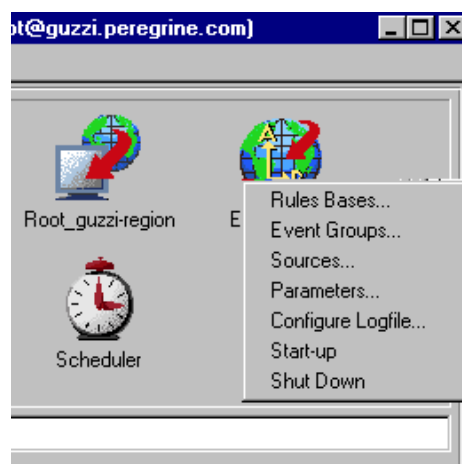 ot@guzzi.peregrine.com)
Root_guzzi-region
E
Scheduler
Rules Bases...
Event Groups...
Sources...
Parameters...
Configure Logfile...
Start-up
Shut Down